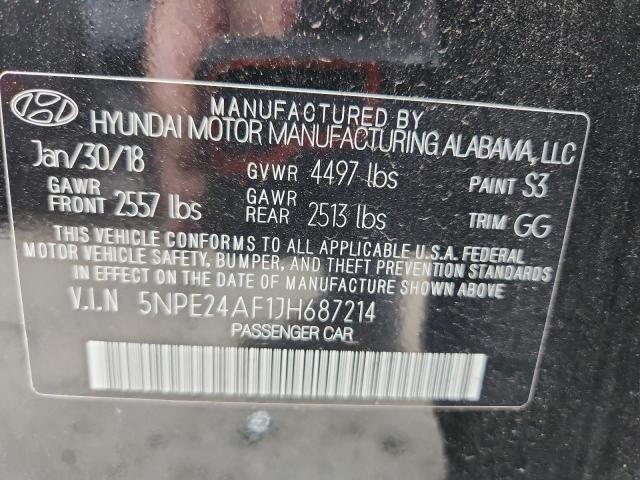 MANUFACTURED BY
HYUNDAI MOTOR MANUFACTURING ALABAMA, LLC
Jan/30/18 GVWR 4497 lbs PAINT S3
GAWR FRONT 2557 lbs GAWR REAR 2513 lbs TRIM GG
THIS VEHICLE CONFORMS TO ALL APPLICABLE U.S.A. FEDERAL
MOTOR VEHICLE SAFETY, BUMPER, AND THEFT PREVENTION STANDARDS
IN EFFECT ON THE DATE OF MANUFACTURE SHOWN ABOVE.
V.I.N 5NPE24AF1JH687214
PASSENGER CAR